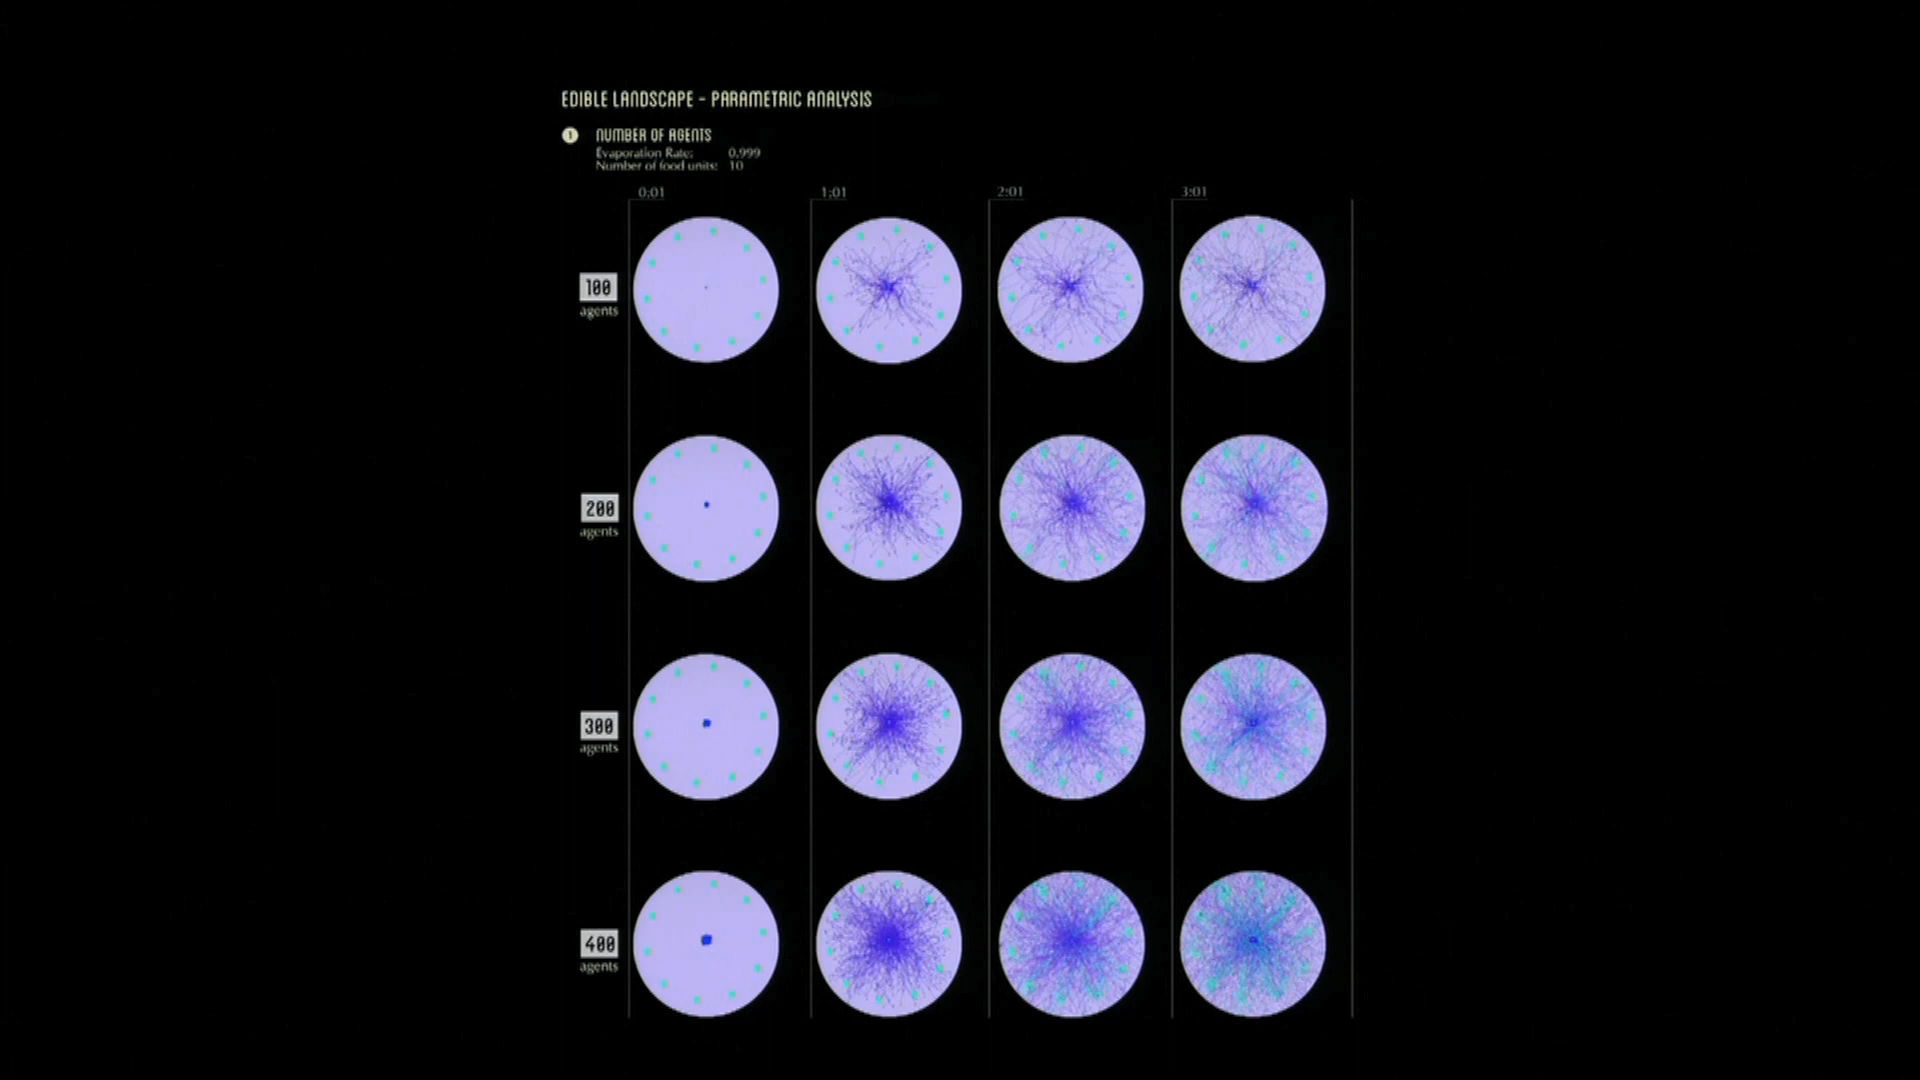 EDIBLE LANDSCAPE - PARAMETRIC ANALYSIS
1 NUMBER OF AGENTS
Evaporation Rate: 0.999
Number of food units: 10
0:01 1:01 2:01 3:01
100
agents
200
agents
300
agents
400
agents